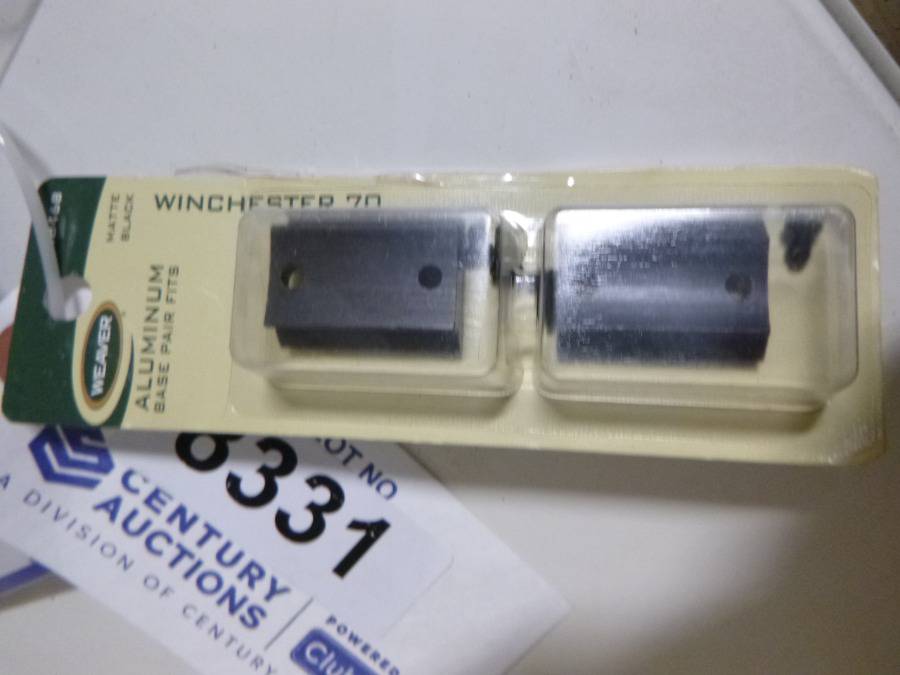 MATTE
BLACK
WINCHESTER 70
WEAVER
ALUMINUM
BASE PAIR FITS
LOT NO
8331
CENTURY
AUCTIONS
A DIVISION OF CENTURY
POWERED